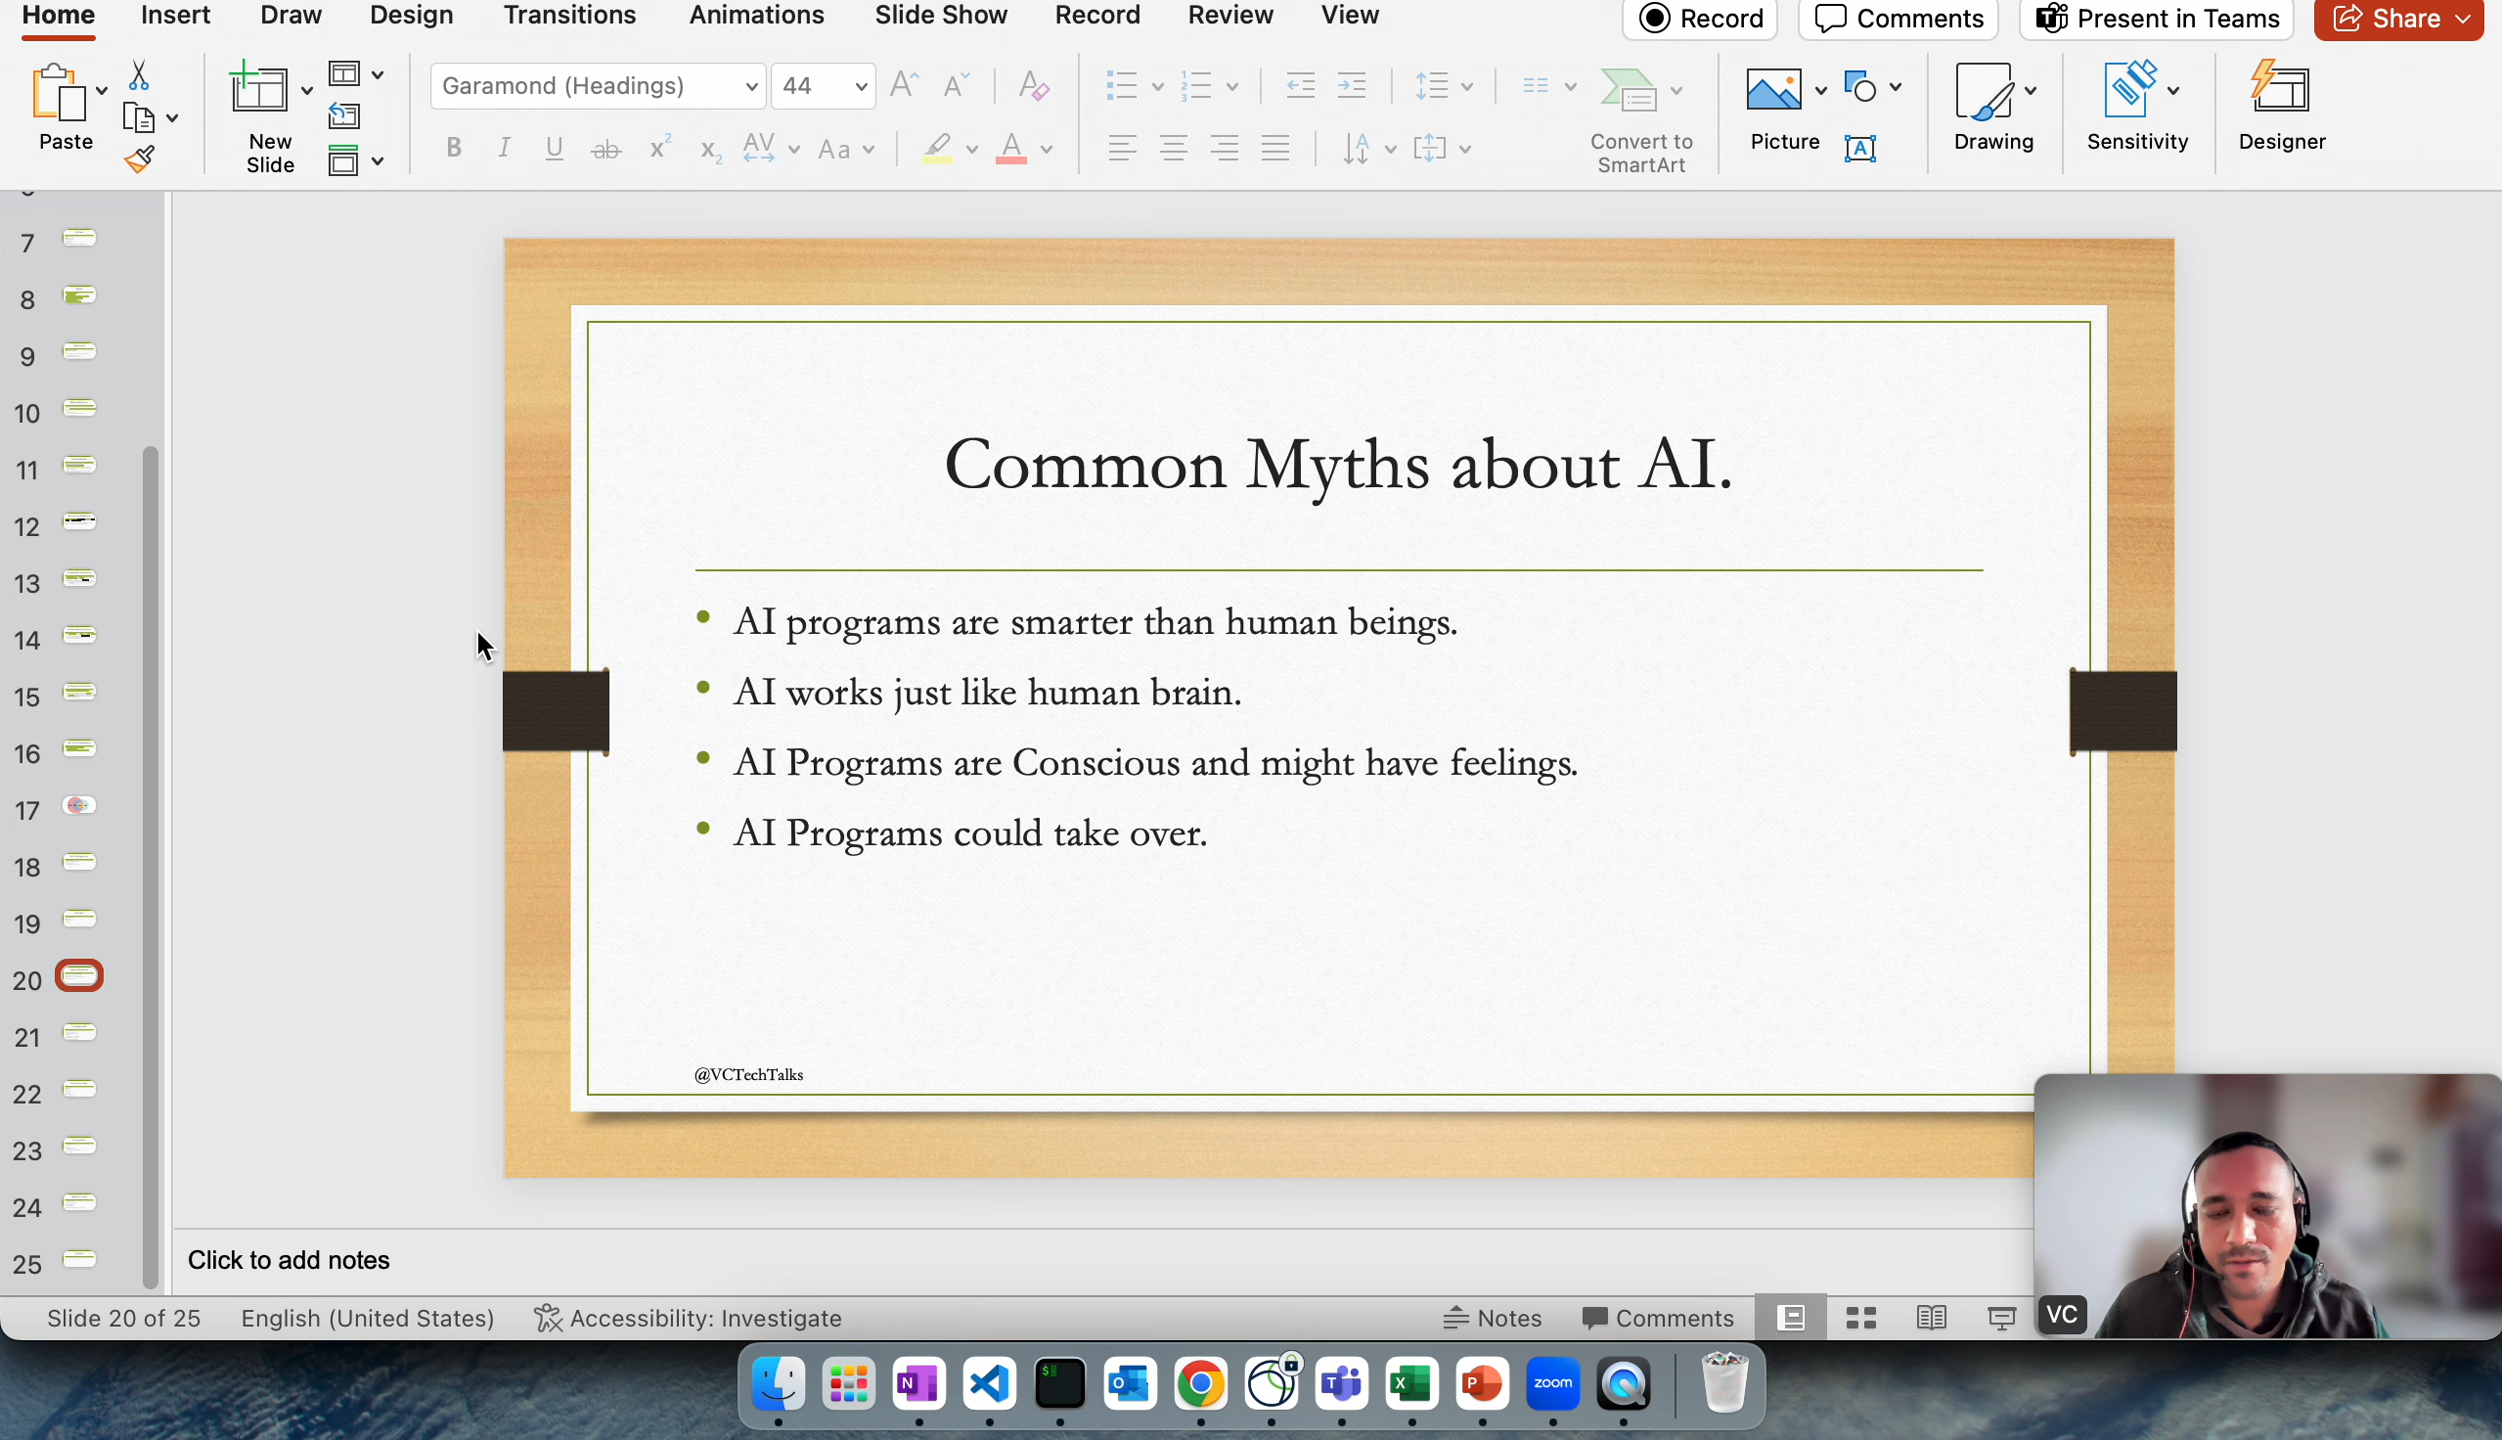 Home Insert Draw Design Transitions Animations Slide Show Record Review View Record Comments Present in Teams Share
Garamond (Headings) 44
Paste New Slide Convert to SmartArt Picture Drawing Sensitivity Designer
7
8
9
10
11
12
13
14
15
16
17
18
19
20
21
22
23
24
25
Common Myths about AI.
AI programs are smarter than human beings.
AI works just like human brain.
AI Programs are Conscious and might have feelings.
AI Programs could take over.
@VCTechTalks
VC
Click to add notes
Slide 20 of 25 English (United States) Accessibility: Investigate Notes Comments
zoom